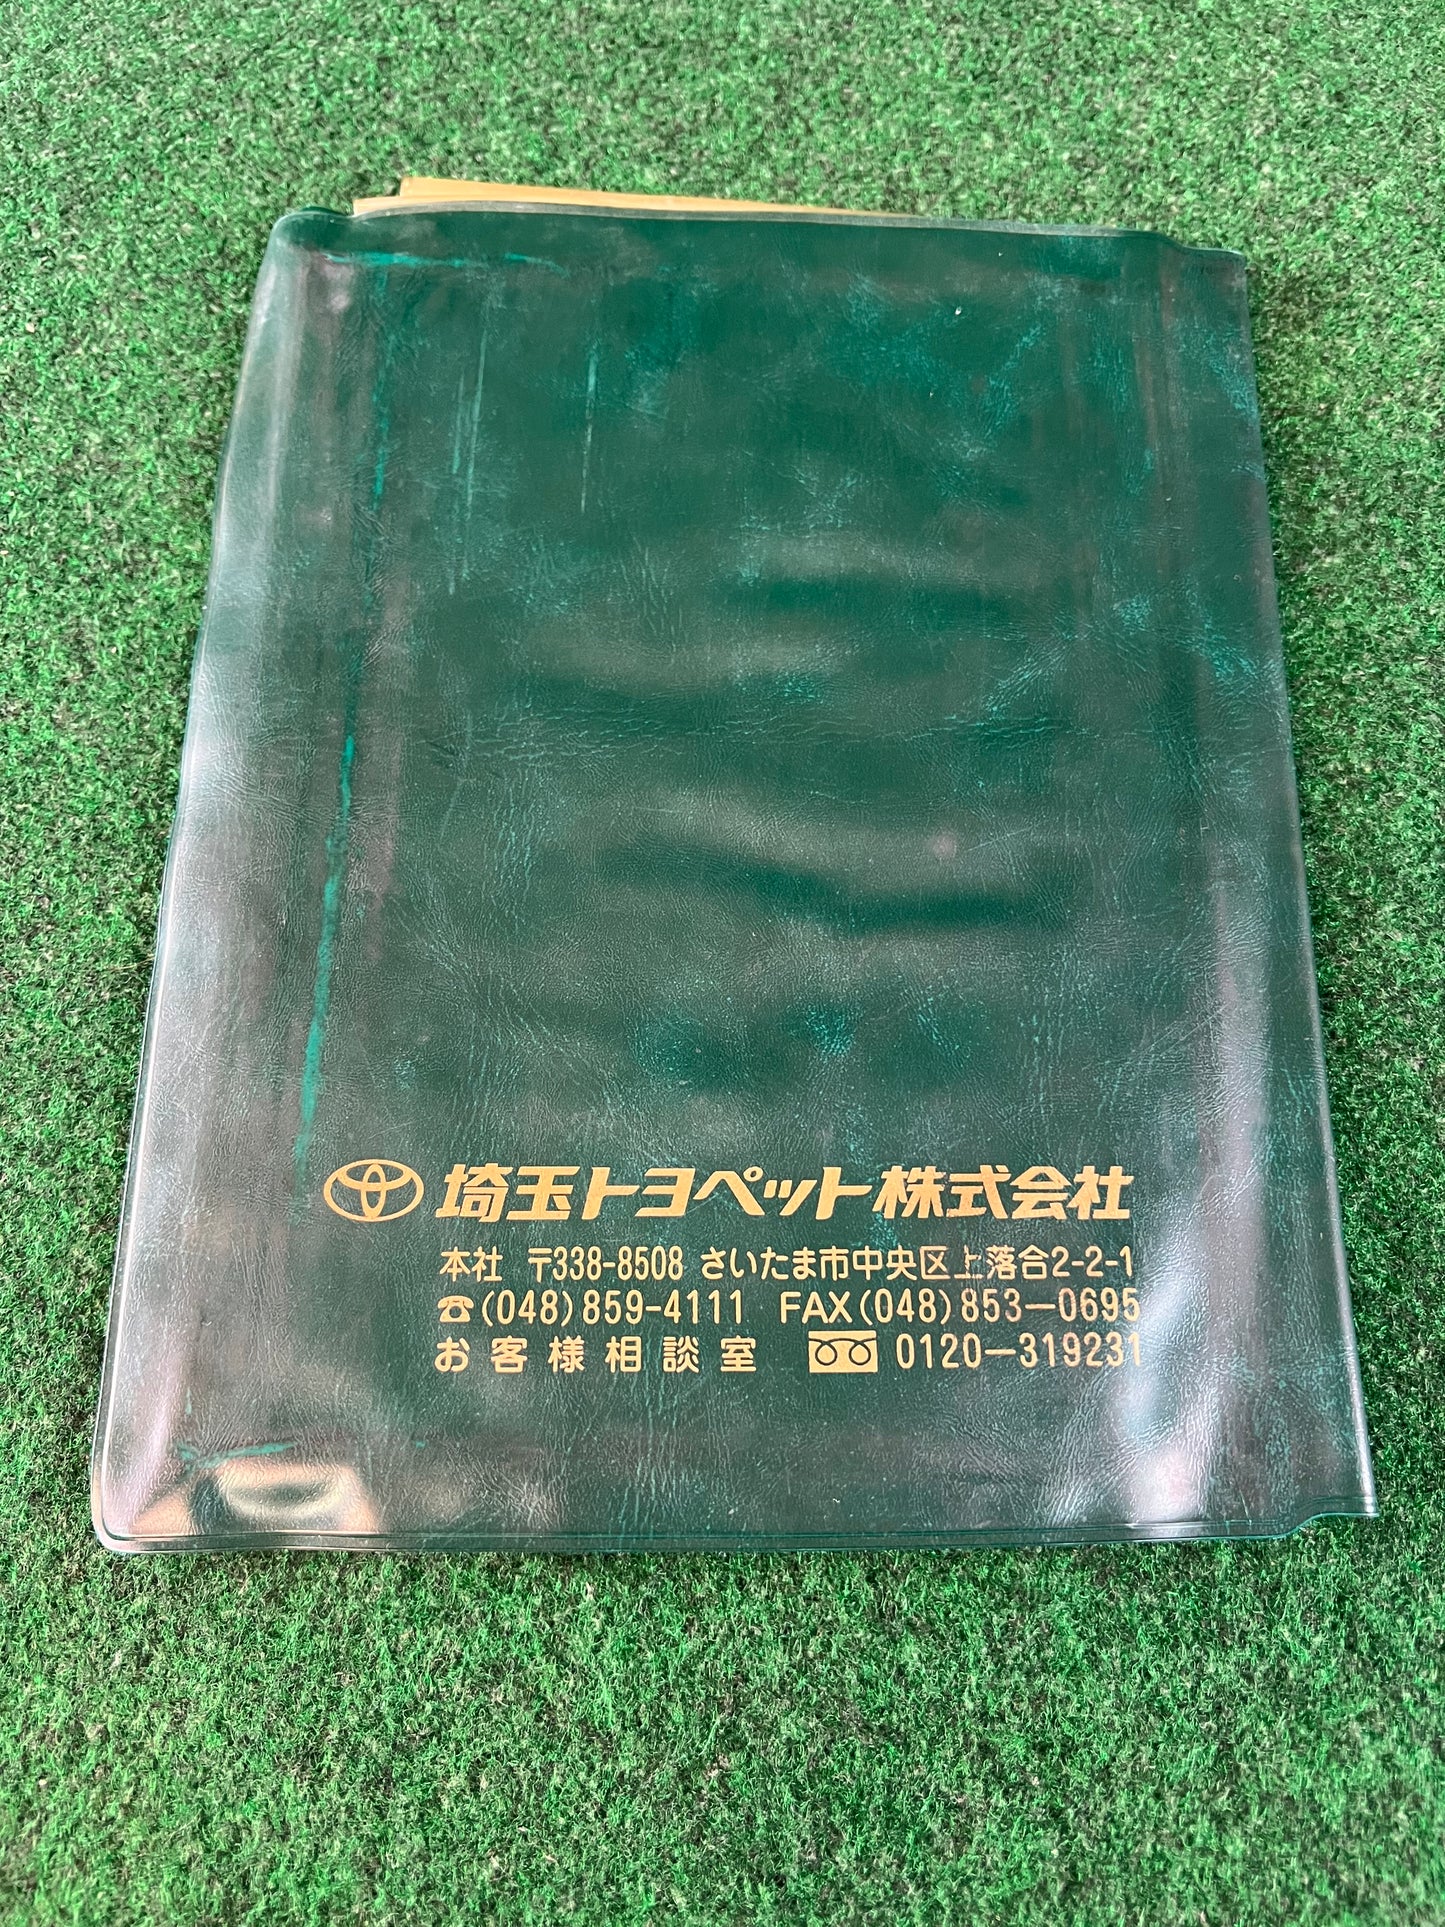 埼玉トヨペット株式会社
本社 〒338-8508 さいたま市中央区上落合2-2-1
☎(048)859-4111 FAX(048)853-0695
お客様相談室 0120-319231